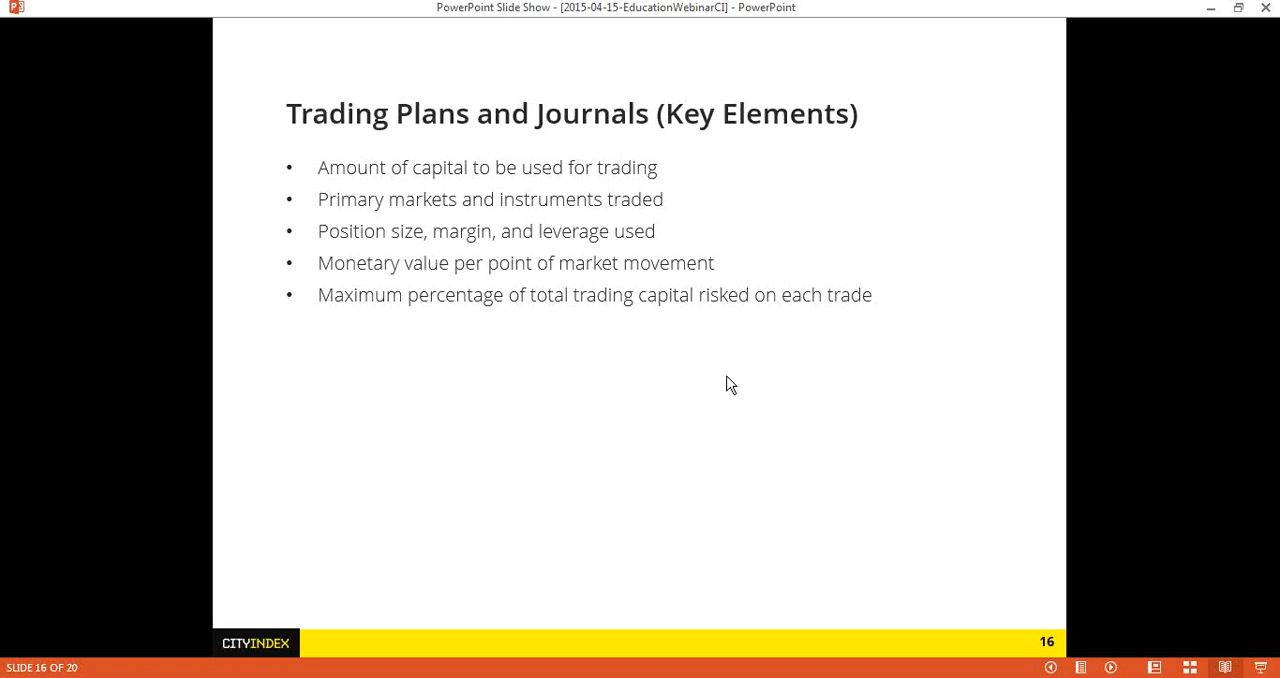 PowerPoint Slide Show - [2015-04-15-EducationWebinarCI] - PowerPoint
Trading Plans and Journals (Key Elements)
• Amount of capital to be used for trading
• Primary markets and instruments traded
• Position size, margin, and leverage used
• Monetary value per point of market movement
• Maximum percentage of total trading capital risked on each trade
CITYINDEX
16
SLIDE 16 OF 20